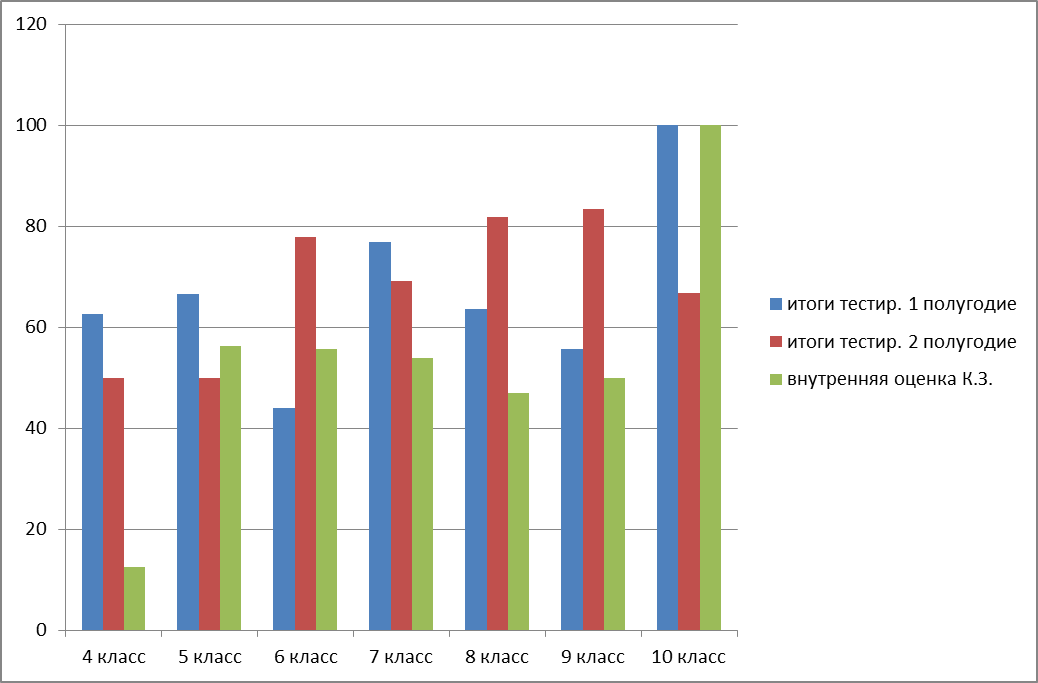 120
100
80
60
40
20
0
4 класс 5 класс 6 класс 7 класс 8 класс 9 класс 10 класс
итоги тестир. 1 полугодие
итоги тестир. 2 полугодие
внутренняя оценка К.З.